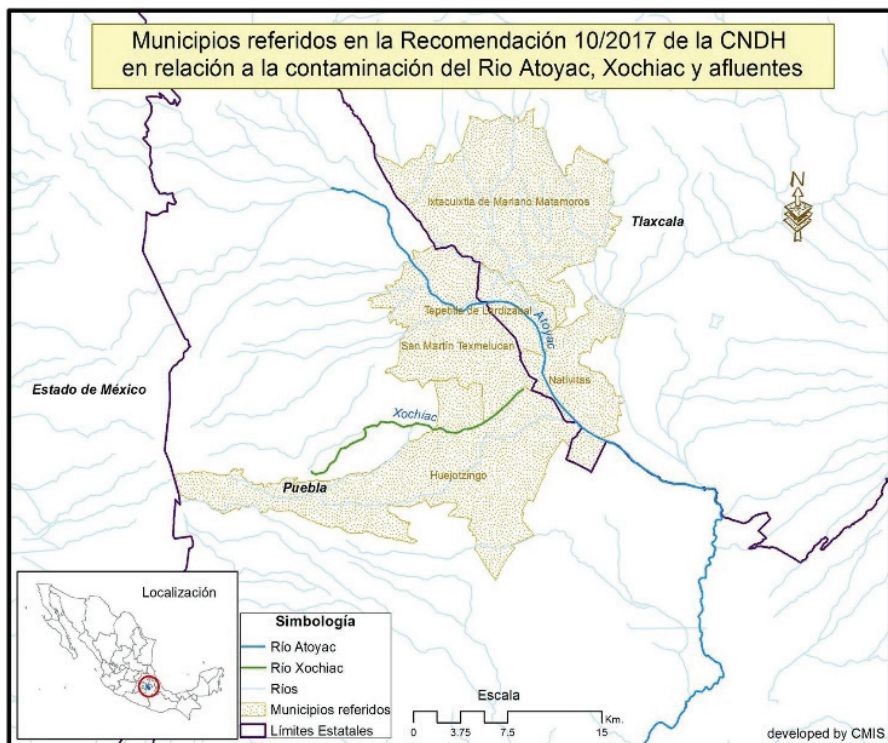 Municipios referidos en la Recomendación 10/2017 de la CNDH
en relación a la contaminación del Rio Atoyac, Xochiac y afluentes
N
Ixtacuixtla de Mariano Matamoros
Tlaxcala
Tepetitla de Lardizabal
Atoyac
San Martín Texmelucan
Nativitas
Estado de México
Xochiac
Huejotzingo
Puebla
Localización
Simbología
Río Atoyac
Río Xochiac
Ríos
Municipios referidos
Límites Estatales
Escala
Km.
0 3.75 7.5 15
developed by CMIS